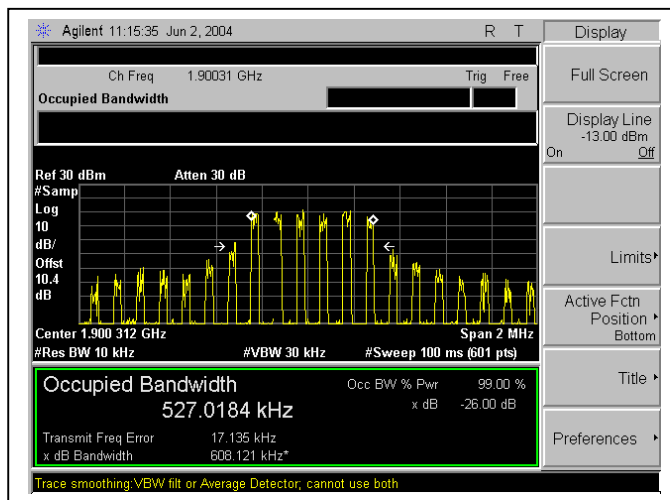 Agilent 11:15:35 Jun 2, 2004 R T
Display
Ch Freq 1.90031 GHz Trig Free
Occupied Bandwidth
Full Screen
Display Line
-13.00 dBm
On Off
Ref 30 dBm Atten 30 dB
#Samp
Log
10
dB/
Offst
10.4
dB
Center 1.900 312 GHz Span 2 MHz
#Res BW 10 kHz #VBW 30 kHz #Sweep 100 ms (601 pts)
Limits
Active Fctn
Position
Bottom
Title
Preferences
Occupied Bandwidth Occ BW % Pwr 99.00 %
527.0184 kHz x dB -26.00 dB
Transmit Freq Error 17.135 kHz
x dB Bandwidth 608.121 kHz*
Trace smoothing:VBW filt or Average Detector; cannot use both